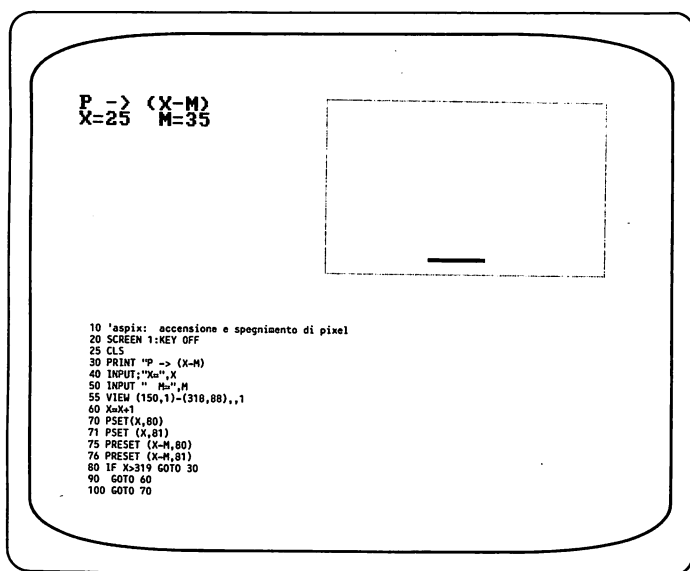 P -> (X-M)
X=25  M=35
10 'aspix:  accensione e spegnimento di pixel
20 SCREEN 1:KEY OFF
25 CLS
30 PRINT "P -> (X-M)
40 INPUT;"X=",X
50 INPUT "  M=",M
55 VIEW (150,1)-(318,88),,1
60 X=X+1
70 PSET(X,80)
71 PSET (X,81)
75 PRESET (X-M,80)
76 PRESET (X-M,81)
80 IF X>319 GOTO 30
90  GOTO 60
100 GOTO 70